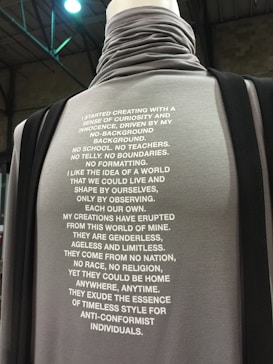 I STARTED CREATING WITH A
SENSE OF CURIOSITY AND
INNOCENCE, DRIVEN BY MY
NO-BACKGROUND
BACKGROUND.
NO SCHOOL. NO TEACHERS.
NO TELLY. NO BOUNDARIES.
NO FORMATTING.
I LIKE THE IDEA OF A WORLD
THAT WE COULD LIVE AND
SHAPE BY OURSELVES,
ONLY BY OBSERVING.
EACH OUR OWN.
MY CREATIONS HAVE ERUPTED
FROM THIS WORLD OF MINE.
THEY ARE GENDERLESS,
AGELESS AND LIMITLESS.
THEY COME FROM NO NATION,
NO RACE, NO RELIGION,
YET THEY COULD BE HOME
ANYWHERE, ANYTIME.
THEY EXUDE THE ESSENCE
OF TIMELESS STYLE FOR
ANTI-CONFORMIST
INDIVIDUALS.